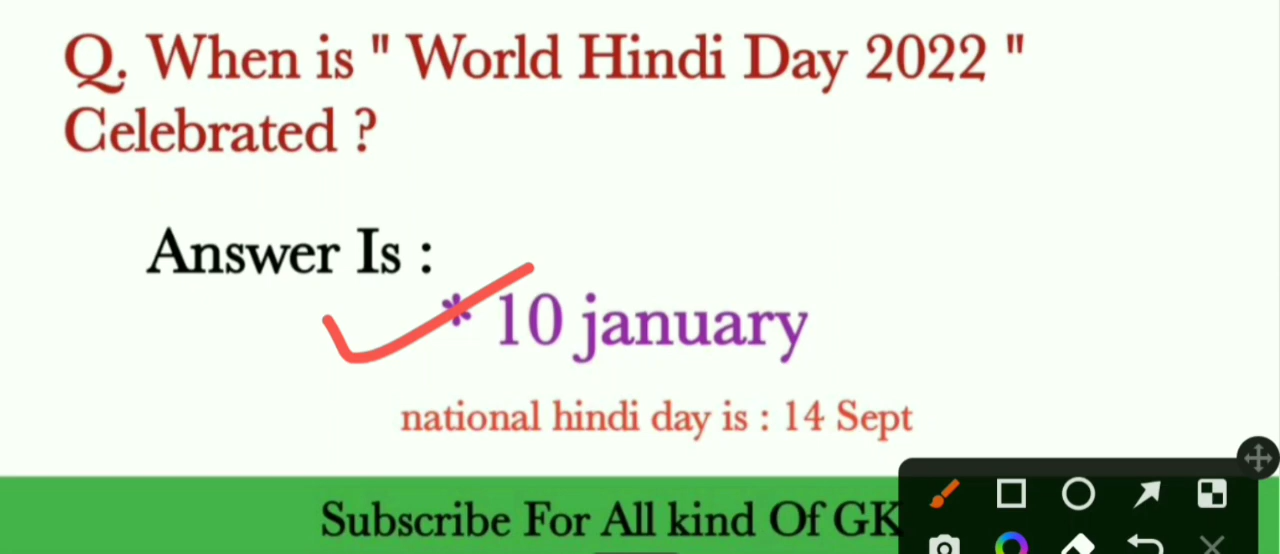 Q. When is " World Hindi Day 2022 "
Celebrated ?
Answer Is :
* 10 january
national hindi day is : 14 Sept
Subscribe For All kind Of GK